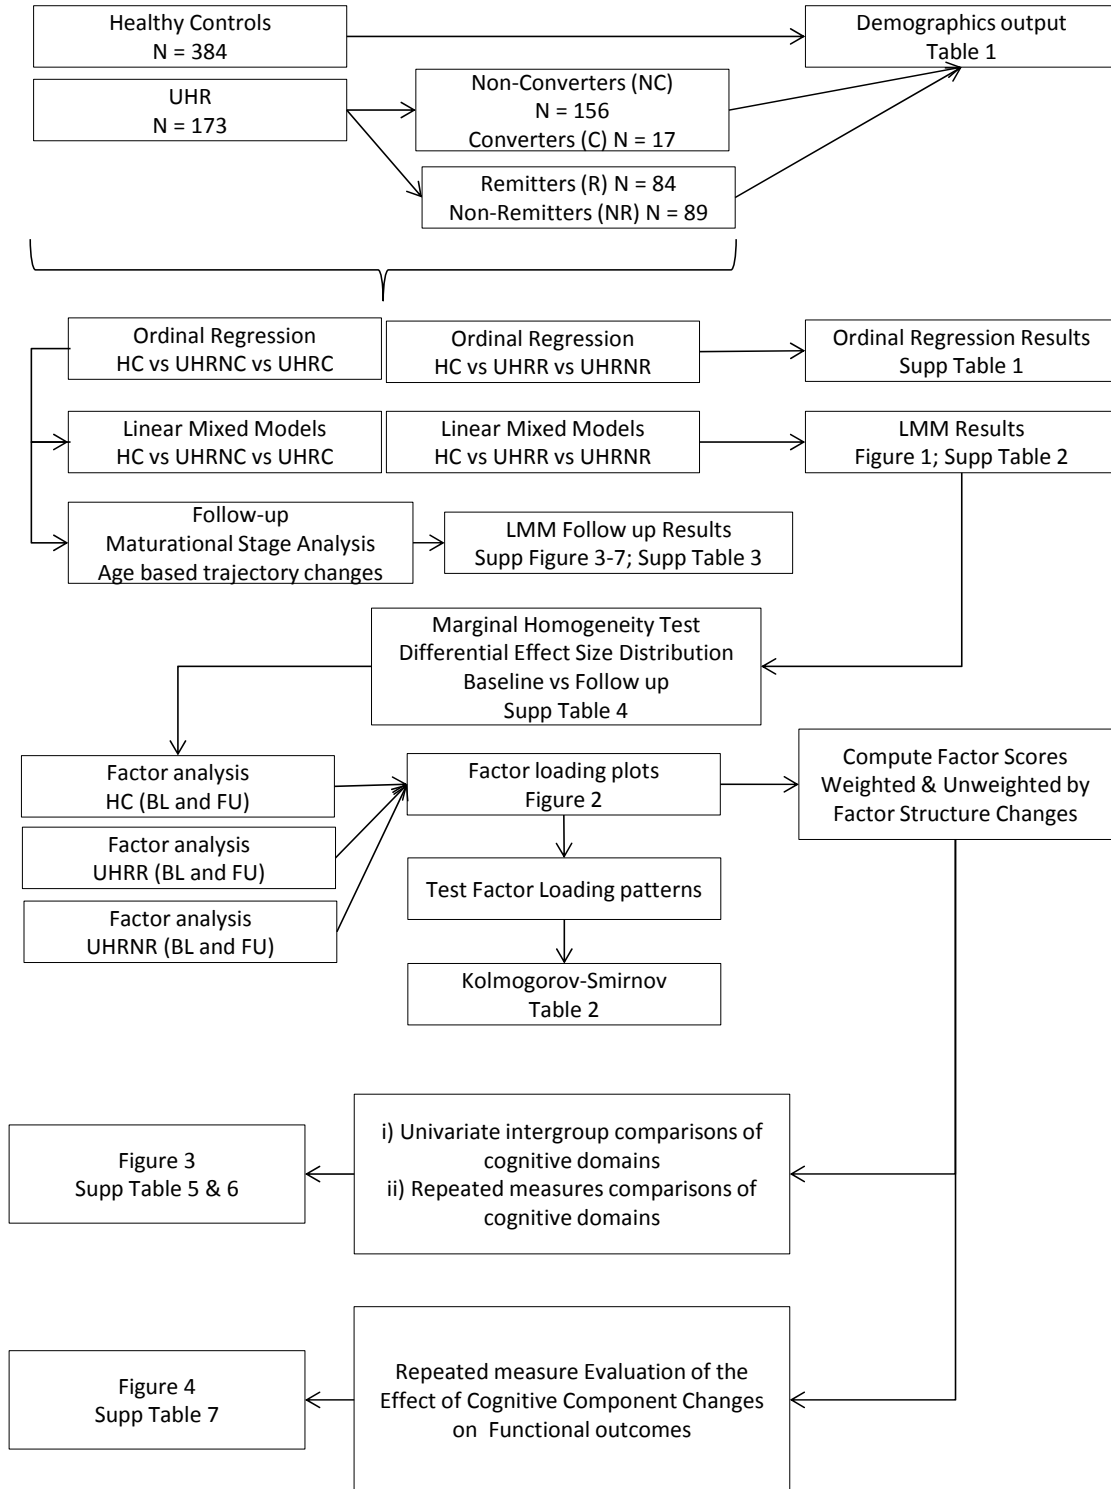 Healthy Controls
N = 384
Demographics output
Table 1
UHR
N = 173
Non-Converters (NC)
N = 156
Converters (C) N = 17
Remitters (R) N = 84
Non-Remitters (NR) N = 89
Ordinal Regression
HC vs UHRNC vs UHRC
Ordinal Regression
HC vs UHRR vs UHRNR
Ordinal Regression Results
Supp Table 1
Linear Mixed Models
HC vs UHRNC vs UHRC
Linear Mixed Models
HC vs UHRR vs UHRNR
LMM Results
Figure 1; Supp Table 2
Follow-up
Maturational Stage Analysis
Age based trajectory changes
LMM Follow up Results
Supp Figure 3-7; Supp Table 3
Marginal Homogeneity Test
Differential Effect Size Distribution
Baseline vs Follow up
Supp Table 4
Factor analysis
HC (BL and FU)
Factor analysis
UHRR (BL and FU)
Factor analysis
UHRNR (BL and FU)
Factor loading plots
Figure 2
Compute Factor Scores
Weighted & Unweighted by
Factor Structure Changes
Test Factor Loading patterns
Kolmogorov-Smirnov
Table 2
i) Univariate intergroup comparisons of
cognitive domains
ii) Repeated measures comparisons of
cognitive domains
Figure 3
Supp Table 5 & 6
Repeated measure Evaluation of the
Effect of Cognitive Component Changes
on Functional outcomes
Figure 4
Supp Table 7